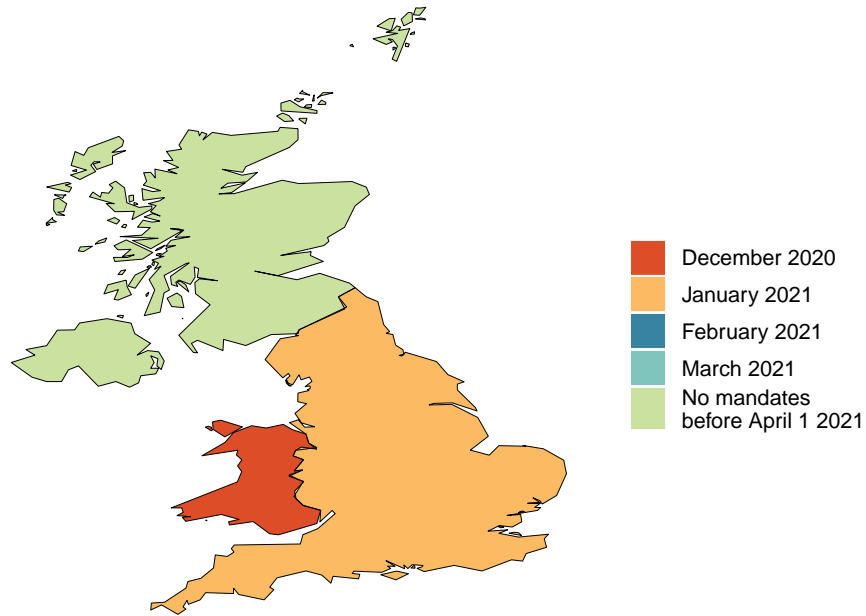 December 2020
January 2021
February 2021
March 2021
No mandates
before April 1 2021